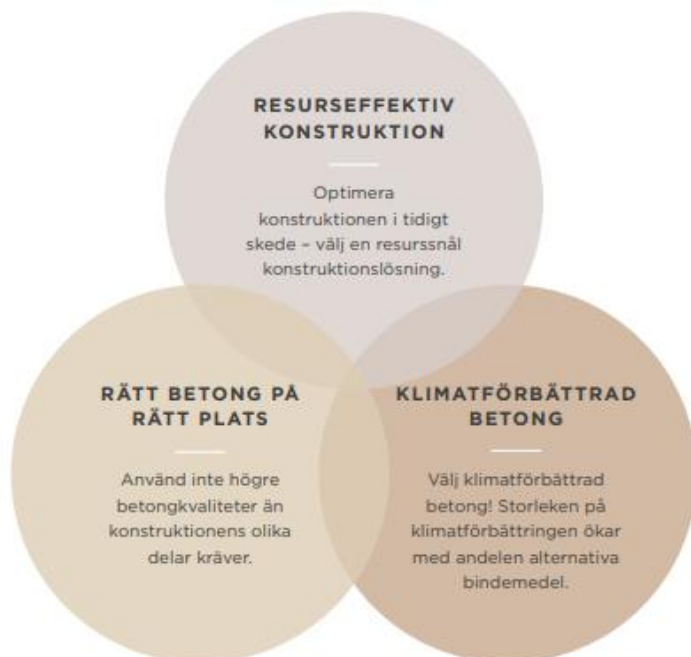 RESURSEFFEKTIV
KONSTRUKTION
Optimera
konstruktionen i tidigt
skede – välj en resurssnål
konstruktionslösning.
RÄTT BETONG PÅ
RÄTT PLATS
Använd inte högre
betongkvaliteter än
konstruktionens olika
delar kräver.
KLIMATFÖRBÄTTRAD
BETONG
Välj klimatförbättrad
betong! Storleken på
klimatförbättringen ökar
med andelen alternativa
bindemedel.